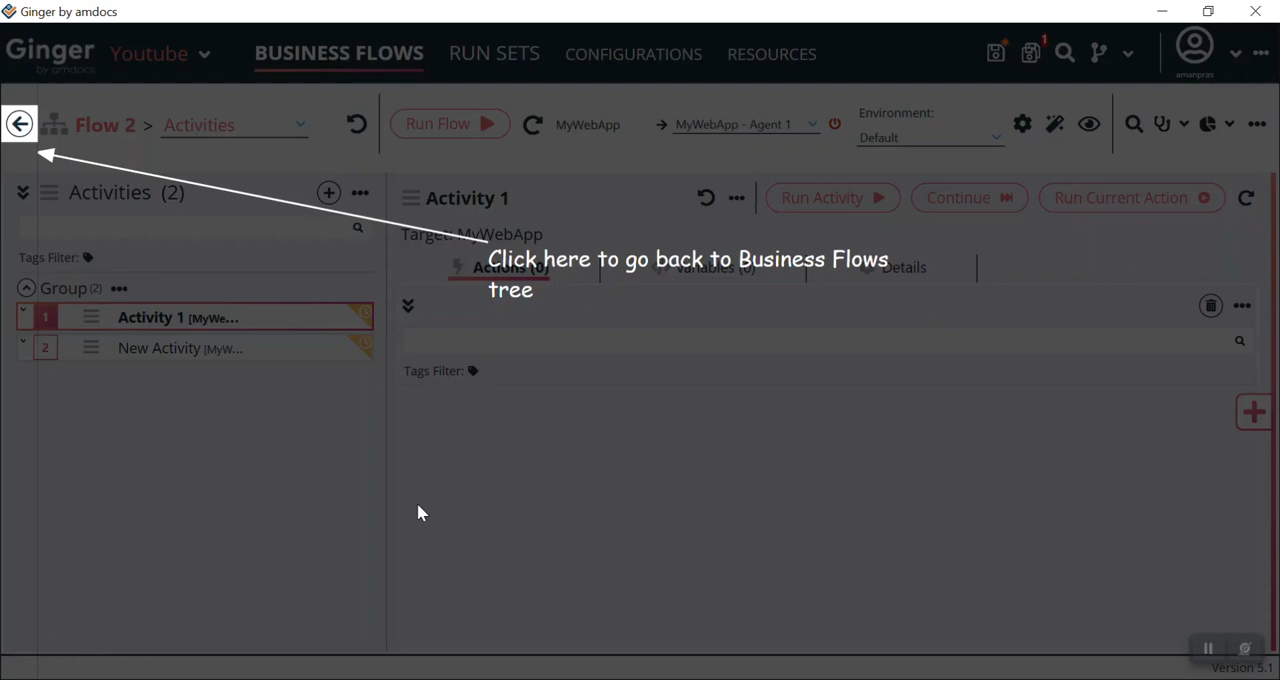 Ginger by amdocs
Ginger by amdocs Youtube BUSINESS FLOWS RUN SETS CONFIGURATIONS RESOURCES 1 amanpras
Flow 2 > Activities Run Flow MyWebApp MyWebApp - Agent 1 Environment: Default
Activities (2)
Activity 1 Run Activity Continue Run Current Action
Target: MyWebApp
Click here to go back to Business Flows
tree
Actions (0) Variables (0) Details
Tags Filter:
Group (2)
1 Activity 1 [MyWe...
2 New Activity [MyW...
Tags Filter:
Version 5.1